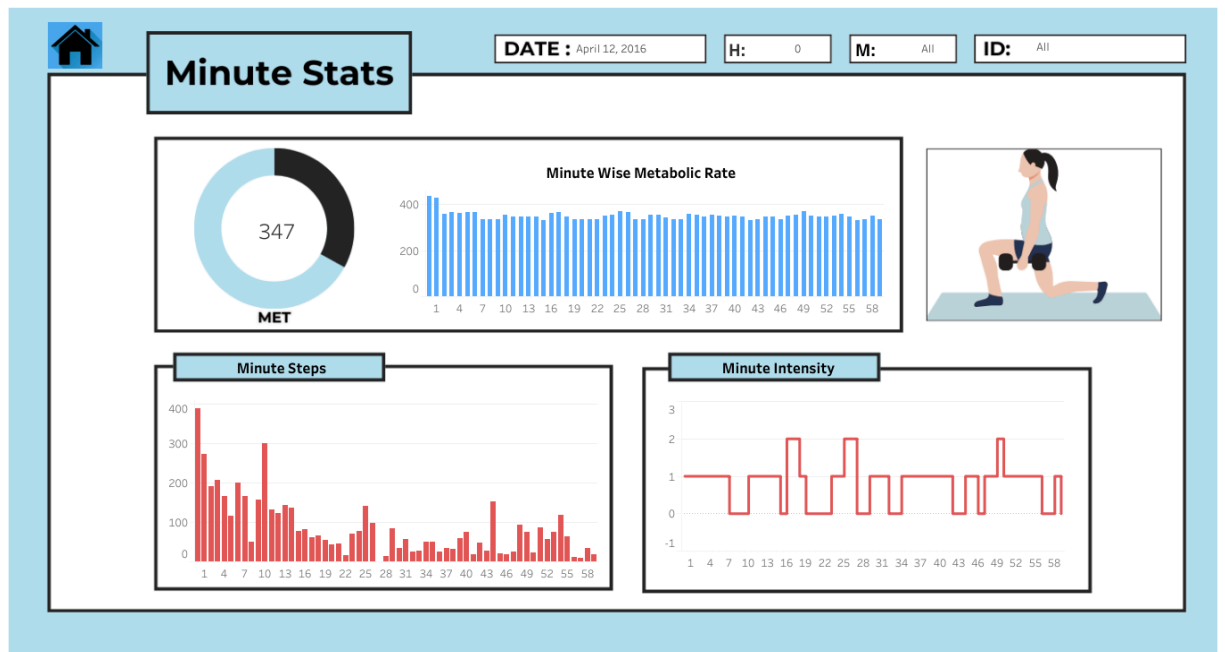 DATE : April 12, 2016 H: 0 M: All ID: All
Minute Stats
Minute Wise Metabolic Rate
400
200
0
347
1 4 7 10 13 16 19 22 25 28 31 34 37 40 43 46 49 52 55 58
MET
Minute Steps
400
300
200
100
0
1 4 7 10 13 16 19 22 25 28 31 34 37 40 43 46 49 52 55 58
Minute Intensity
3
2
1
0
-1
1 4 7 10 13 16 19 22 25 28 31 34 37 40 43 46 49 52 55 58